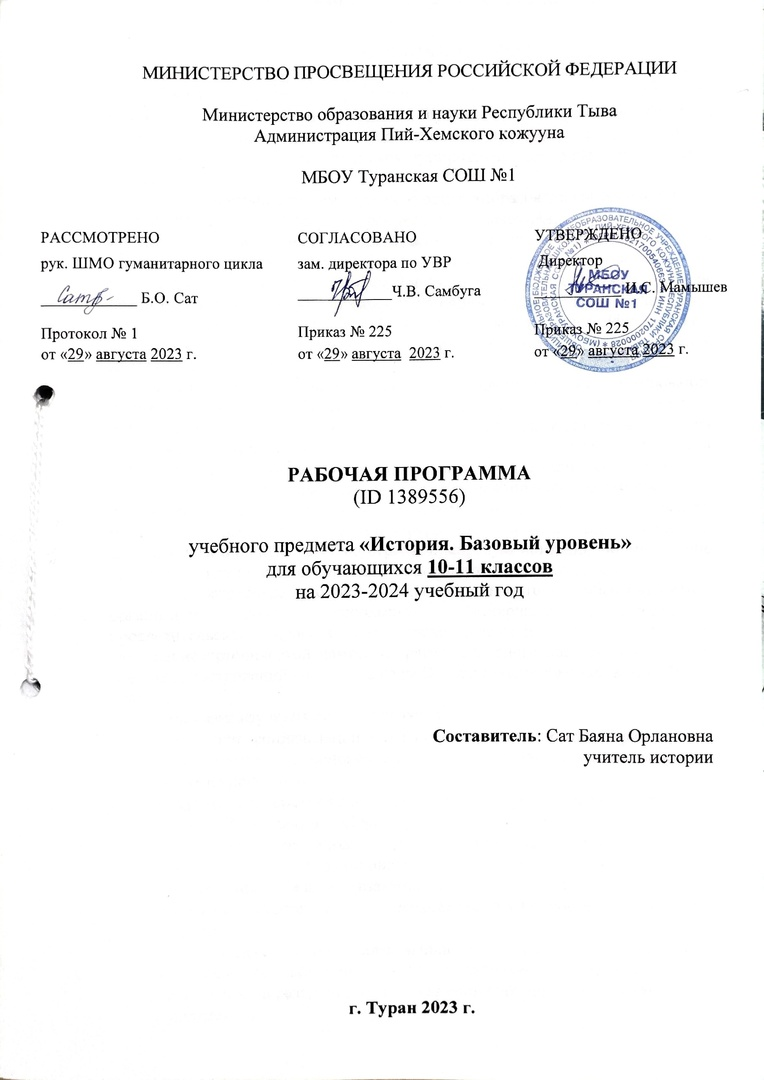 МИНИСТЕРСТВО ПРОСВЕЩЕНИЯ РОССИЙСКОЙ ФЕДЕРАЦИИ
Министерство образования и науки Республики Тыва
Администрация Пий-Хемского кожууна
МБОУ Туранская СОШ №1
РАССМОТРЕНО
рук. ШМО гуманитарного цикла
Б.О. Сат
Протокол № 1
от «29» августа 2023 г.
СОГЛАСОВАНО
зам. директора по УВР
Ч.В. Самбуга
Приказ № 225
от «29» августа 2023 г.
УТВЕРЖДЕНО
Директор
И.С. Мамышев
Приказ № 225
от «29» августа 2023 г.
МБОУ
ТУРАНСКАЯ
СОШ №1
РАБОЧАЯ ПРОГРАММА
(ID 1389556)
учебного предмета «История. Базовый уровень»
для обучающихся 10-11 классов
на 2023-2024 учебный год
Составитель: Сат Баяна Орлановна
учитель истории
г. Туран 2023 г.